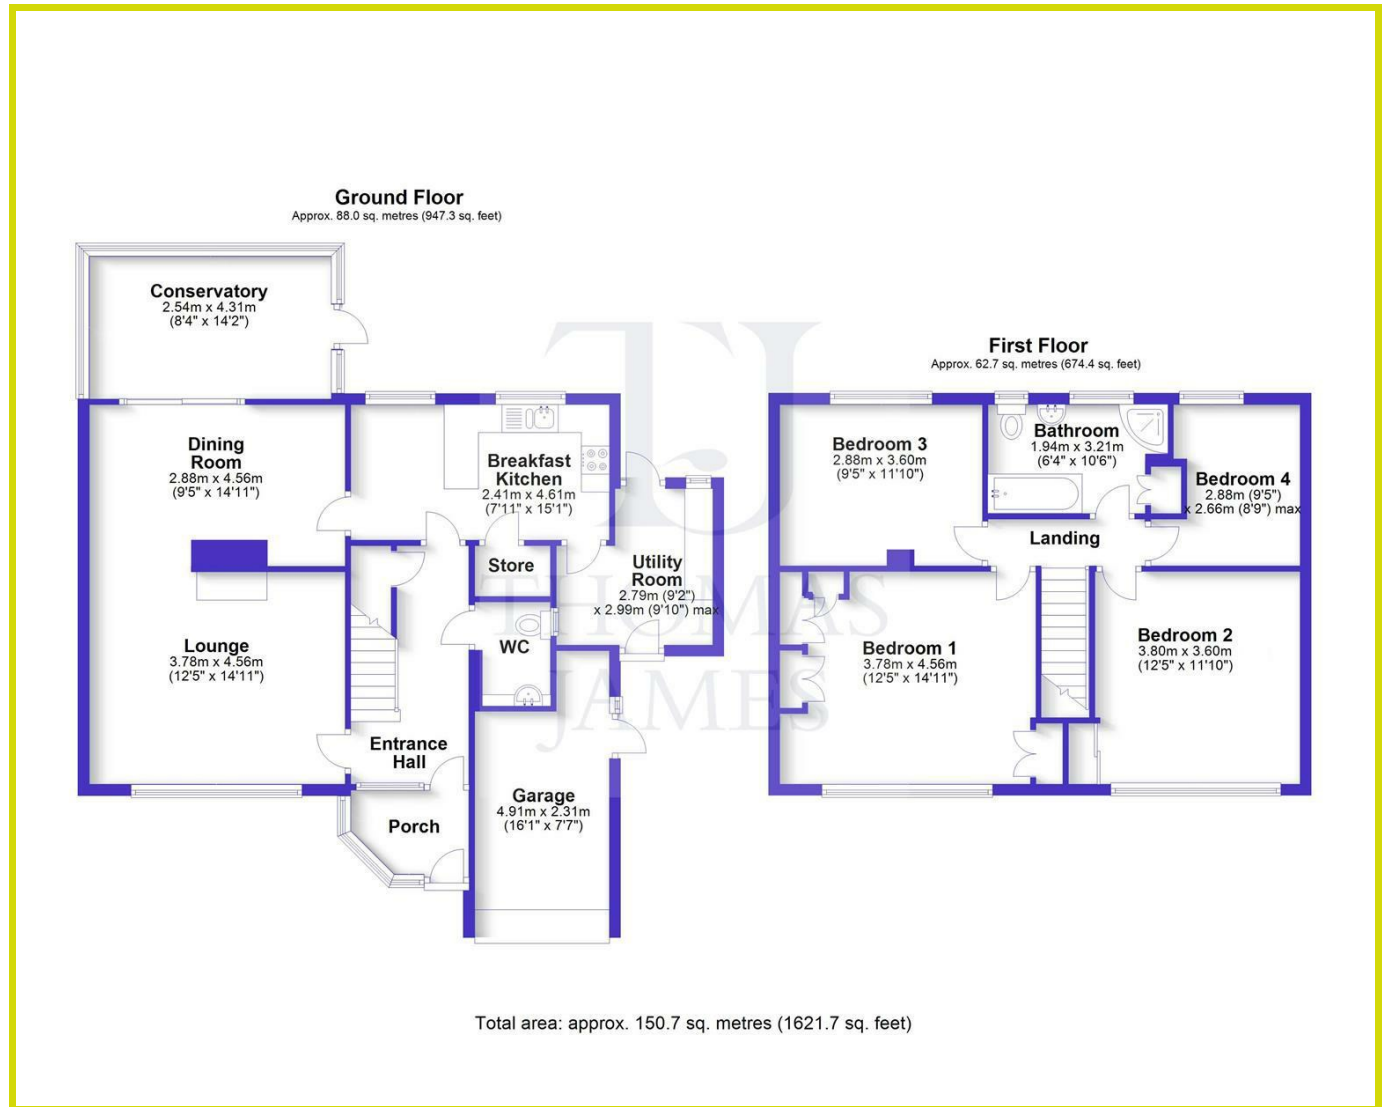 Ground Floor
Approx. 88.0 sq. metres (947.3 sq. feet)
Conservatory
2.54m x 4.31m
(8'4" x 14'2")
Dining
Room
2.88m x 4.56m
(9'5" x 14'11")
Breakfast
Kitchen
2.41m x 4.61m
(7'11" x 15'1")
Store
Utility
Room
2.79m (9'2")
x 2.99m (9'10") max
WC
Lounge
3.78m x 4.56m
(12'5" x 14'11")
Entrance
Hall
Porch
Garage
4.91m x 2.31m
(16'1" x 7'7")
First Floor
Approx. 62.7 sq. metres (674.4 sq. feet)
Bedroom 3
2.88m x 3.60m
(9'5" x 11'10")
Bathroom
1.94m x 3.21m
(6'4" x 10'6")
Bedroom 4
2.88m (9'5")
x 2.66m (8'9") max
Landing
Bedroom 1
3.78m x 4.56m
(12'5" x 14'11")
Bedroom 2
3.80m x 3.60m
(12'5" x 11'10")
TJ
THOMAS
JAMES
Total area: approx. 150.7 sq. metres (1621.7 sq. feet)